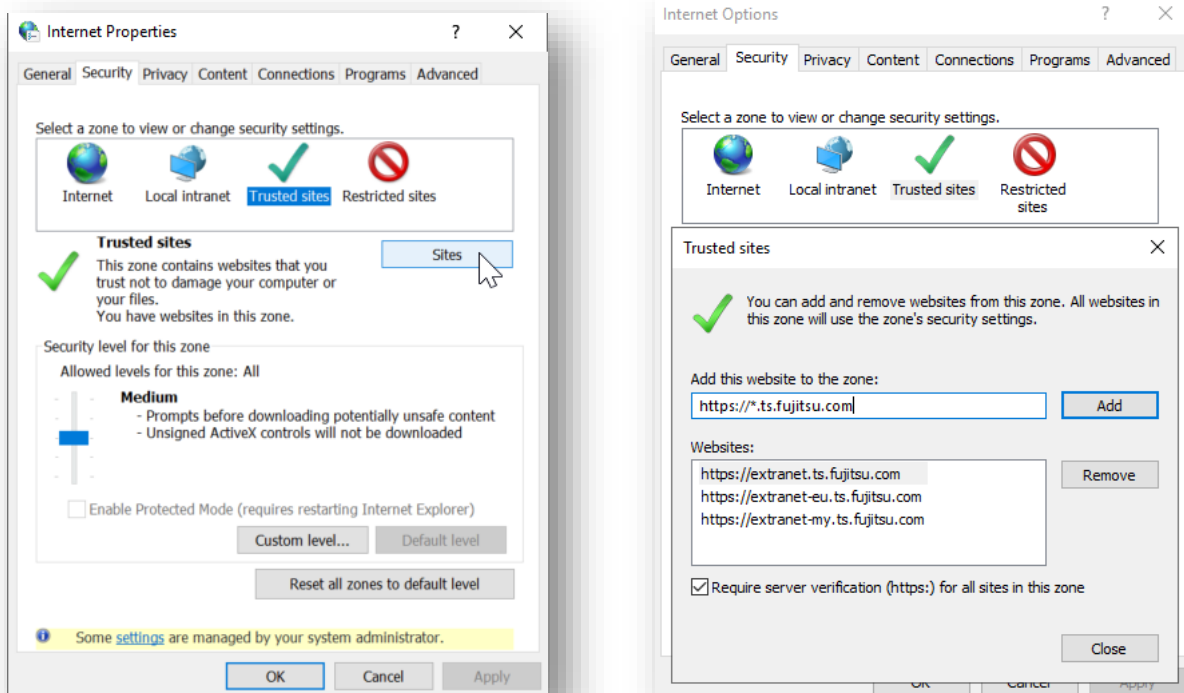 Internet Properties
?
General Security Privacy Content Connections Programs Advanced
Select a zone to view or change security settings.
Internet Local intranet Trusted sites Restricted sites
Trusted sites
Sites
This zone contains websites that you
trust not to damage your computer or
your files.
You have websites in this zone.
Security level for this zone
Allowed levels for this zone: All
Medium
- Prompts before downloading potentially unsafe content
- Unsigned ActiveX controls will not be downloaded
Enable Protected Mode (requires restarting Internet Explorer)
Custom level...
Default level
Reset all zones to default level
Some settings are managed by your system administrator.
OK Cancel Apply
Internet Options
?
General Security Privacy Content Connections Programs Advanced
Select a zone to view or change security settings.
Internet Local intranet Trusted sites Restricted
sites
Trusted sites
You can add and remove websites from this zone. All websites in
this zone will use the zone's security settings.
Add this website to the zone:
https://*.ts.fujitsu.com
Add
Websites:
https://extranet.ts.fujitsu.com
Remove
https://extranet-eu.ts.fujitsu.com
https://extranet-my.ts.fujitsu.com
Require server verification (https:) for all sites in this zone
Close
OK Cancel Apply